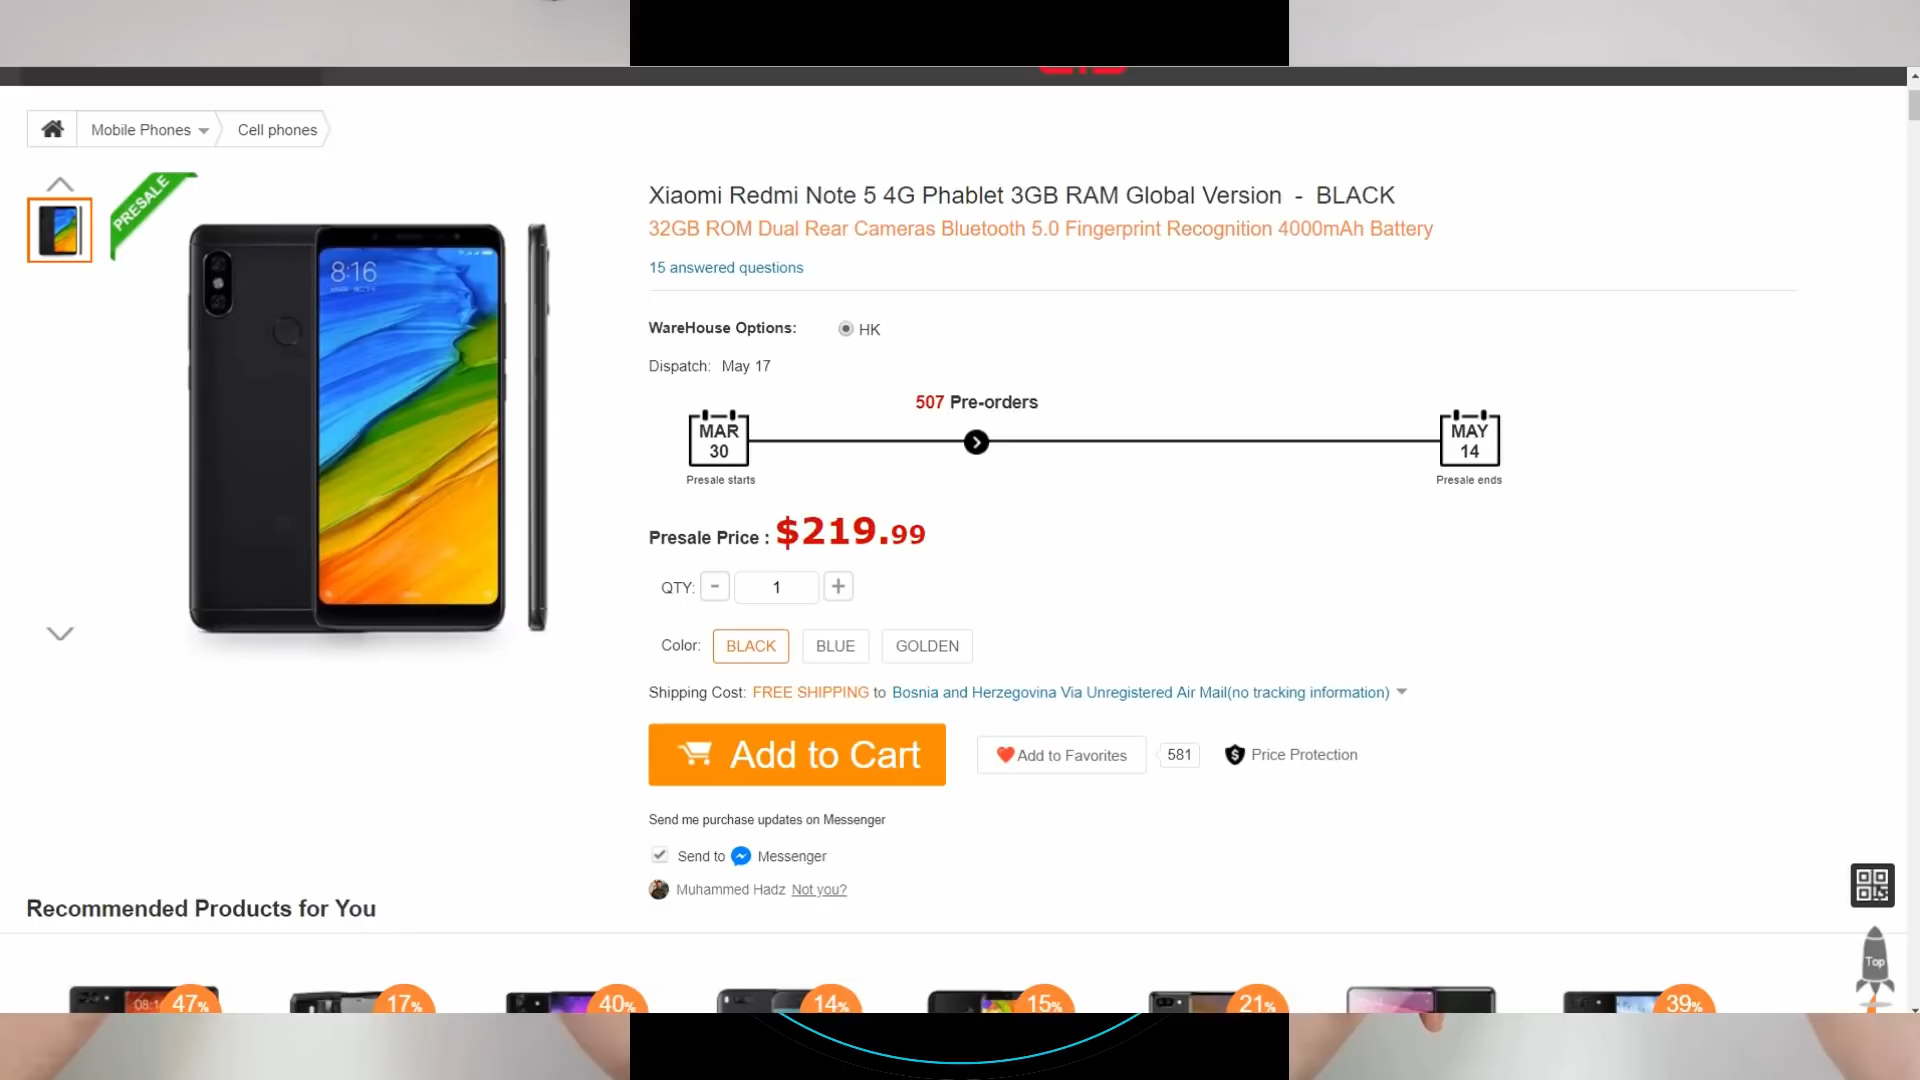 Mobile Phones
Cell phones
PRESALE
8:16
Xiaomi Redmi Note 5 4G Phablet 3GB RAM Global Version - BLACK
32GB ROM Dual Rear Cameras Bluetooth 5.0 Fingerprint Recognition 4000mAh Battery
15 answered questions
WareHouse Options: HK
Dispatch: May 17
507 Pre-orders
MAR
30
Presale starts
MAY
14
Presale ends
Presale Price : $219.99
QTY: - 1 +
Color: BLACK BLUE GOLDEN
Shipping Cost: FREE SHIPPING to Bosnia and Herzegovina Via Unregistered Air Mail(no tracking information)
Add to Cart
Add to Favorites
581
Price Protection
Send me purchase updates on Messenger
Send to Messenger
Muhammed Hadz Not you?
Recommended Products for You
Top
47% 17% 40% 14% 15% 21% 39%